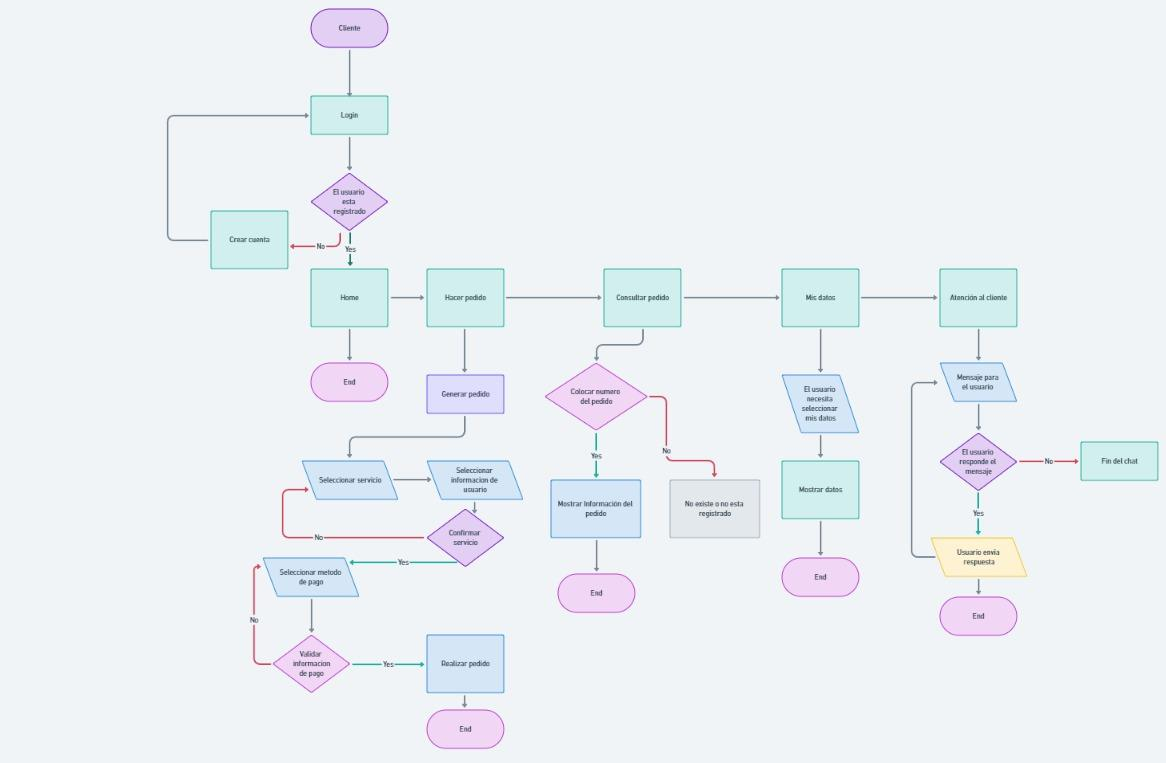 Cliente
Login
El usuario
esta
registrado
Crear cuenta
No
Yes
Home
Hacer pedido
Consultar pedido
Mis datos
Atención al cliente
End
Generar pedido
Colocar numero
del pedido
El usuario
necesita
seleccionar
mis datos
Mensaje para
el usuario
Seleccionar servicio
Seleccionar
informacion de
usuario
Yes
No
El usuario
responde el
mensaje
No
Fin del chat
Mostrar Información del
pedido
No existe o no esta
registrado
Mostrar datos
Yes
Confirmar
servicio
No
Yes
Usuario envia
respuesta
Seleccionar metodo
de pago
End
End
End
No
Validar
informacion
de pago
Yes
Realizar pedido
End